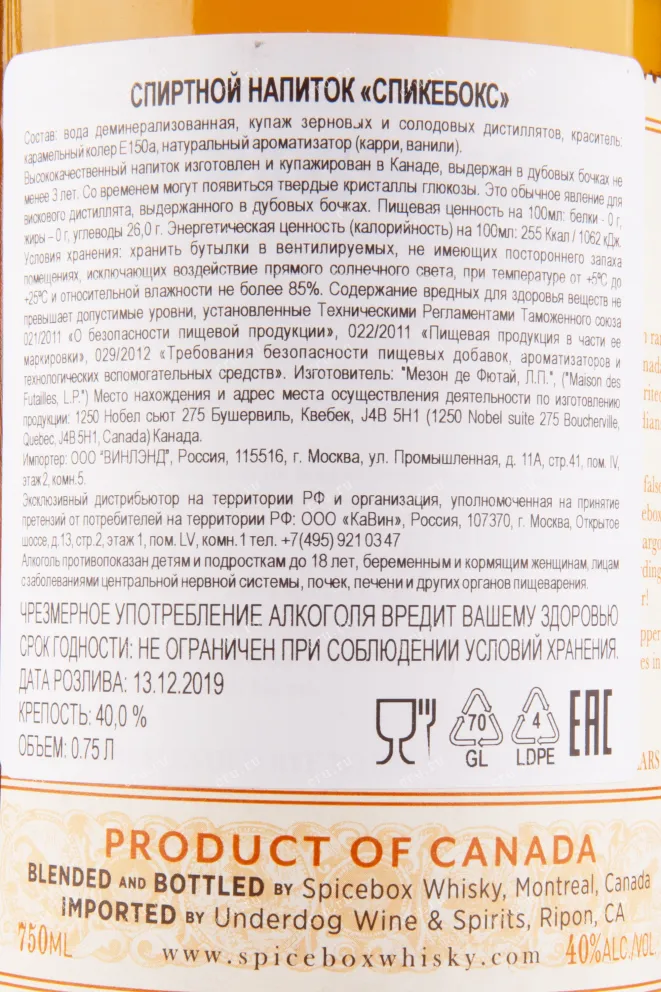 СПИРТНОЙ НАПИТОК «СПИКЕБОКС»
Состав: вода деминерализованная, купаж зерновых и солодовых дистиллятов, краситель:
карамельный колер Е150а, натуральный ароматизатор (карри, ванили).
Высококачественный напиток изготовлен и купажирован в Канаде, выдержан в дубовых бочках не
менее 3 лет. Со временем могут появиться твердые кристаллы глюкозы. Это обычное явление для
вискового дистиллята, выдержанного в дубовых бочках. Пищевая ценность на 100мл: белки - 0 г,
жиры – 0 г, углеводы 26,0 г. Энергетическая ценность (калорийность) на 100мл: 255 Ккал / 1062 кДж.
Условия хранения: хранить бутылки в вентилируемых, не имеющих постороннего запаха
помещениях, исключающих воздействие прямого солнечного света, при температуре от +5ºС до
+25ºС и относительной влажности не более 85%. Содержание вредных для здоровья веществ не
превышает допустимые уровни, установленные Техническими Регламентами Таможенного союза
021/2011 «О безопасности пищевой продукции», 022/2011 «Пищевая продукция в части ее
маркировки», 029/2012 «Требования безопасности пищевых добавок, ароматизаторов и
технологических вспомогательных средств». Изготовитель: "Мезон де Фютай, Л.П.", ("Maison des
Futailles, L.P.") Место нахождения и адрес места осуществления деятельности по изготовлению
продукции: 1250 Нобел сьют 275 Бушервиль, Квебек, J4B 5H1 (1250 Nobel suite 275 Boucherville,
Quebec, J4B 5H1, Canada) Канада.
Импортер: ООО "ВИНЛЭНД", Россия, 115516, г. Москва, ул. Промышленная, д. 11А, стр.41, пом. IV,
этаж 2, комн.5.
Эксклюзивный дистрибьютор на территории РФ и организация, уполномоченная на принятие
претензий от потребителей на территории РФ: ООО «КаВин», Россия, 107370, г. Москва, Открытое
шоссе, д.13, стр.2, этаж 1, пом. LV, комн.1 тел. +7(495) 921 03 47
Алкоголь противопоказан детям и подросткам до 18 лет, беременным и кормящим женщинам, лицам
с заболеваниями центральной нервной системы, почек, печени и других органов пищеварения.
ЧРЕЗМЕРНОЕ УПОТРЕБЛЕНИЕ АЛКОГОЛЯ ВРЕДИТ ВАШЕМУ ЗДОРОВЬЮ
СРОК ГОДНОСТИ: НЕ ОГРАНИЧЕН ПРИ СОБЛЮДЕНИИ УСЛОВИЙ ХРАНЕНИЯ.
ДАТА РОЗЛИВА: 13.12.2019
КРЕПОСТЬ: 40,0 %
ОБЪЕМ: 0.75 Л
70
GL
4
LDPE
EAC
PRODUCT OF CANADA
BLENDED AND BOTTLED BY Spicebox Whisky, Montreal, Canada
IMPORTED BY Underdog Wine & Spirits, Ripon, CA
750ML
www.spiceboxwhisky.com
40%ALC./VOL